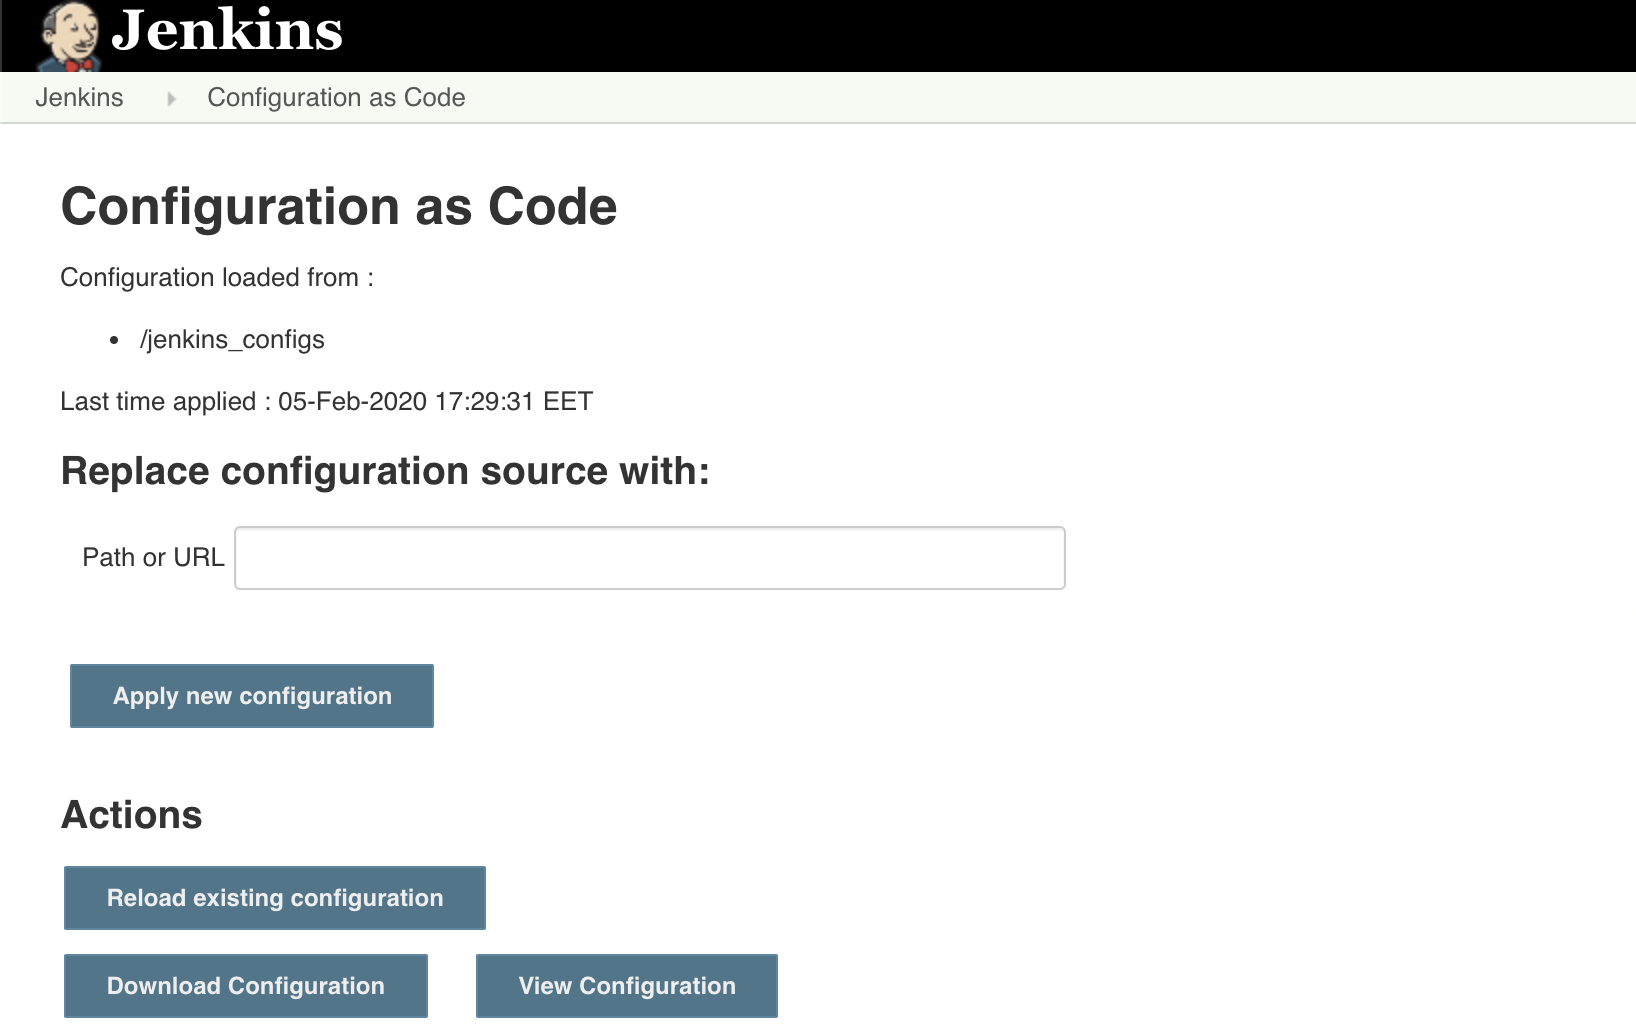 Jenkins
Jenkins Configuration as Code
Configuration as Code
Configuration loaded from :
• /jenkins_configs
Last time applied : 05-Feb-2020 17:29:31 EET
Replace configuration source with:
Path or URL
Apply new configuration
Actions
Reload existing configuration
Download Configuration View Configuration